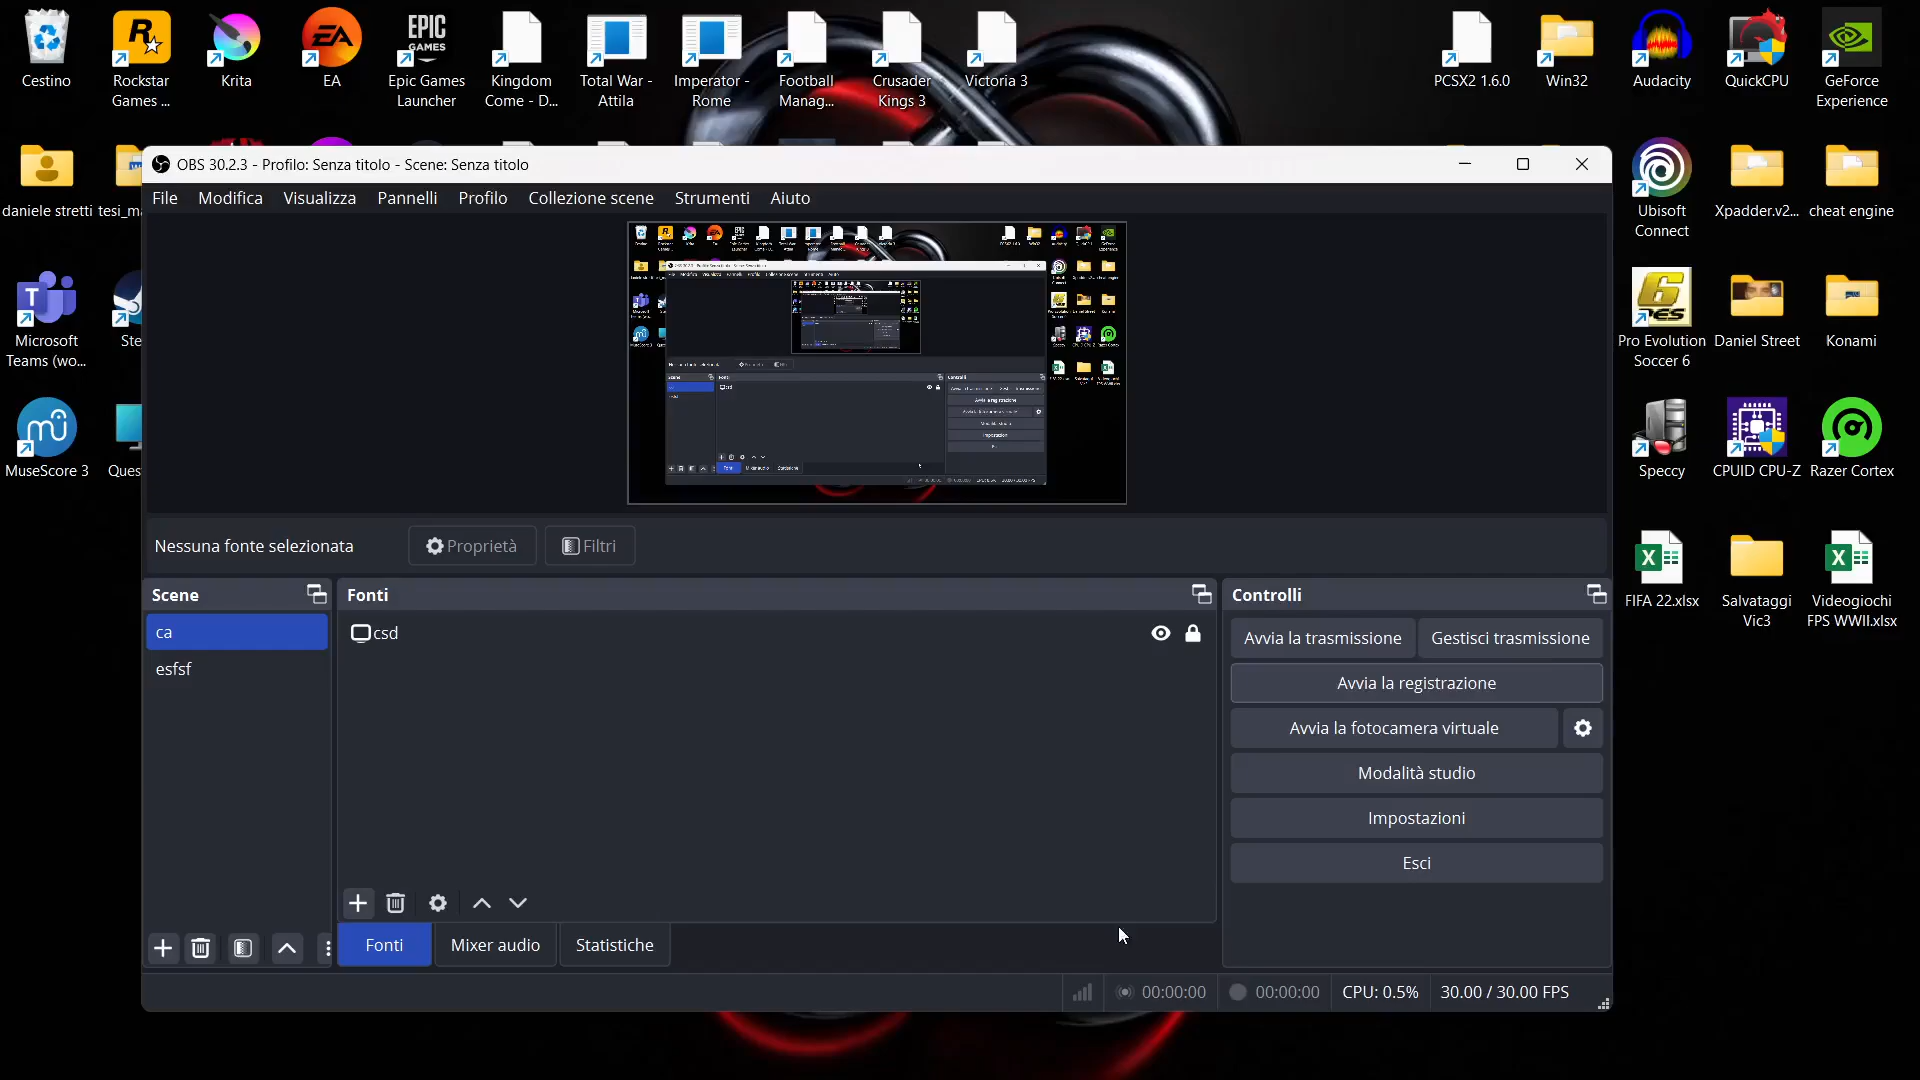 Cestino
Rockstar
Games ...
Krita
EA
Epic Games
Launcher
Kingdom
Come - D...
Total War -
Attila
Imperator -
Rome
Football
Manag...
Crusader
Kings 3
Victoria 3
PCSX2 1.6.0
Win32
Audacity
QuickCPU
GeForce
Experience
daniele stretti
tesi_ma
Ubisoft
Connect
Xpadder.v2...
cheat engine
Microsoft
Teams (wo...
Ste
Pro Evolution
Soccer 6
Daniel Street
Konami
MuseScore 3
Ques
Speccy
CPUID CPU-Z
Razer Cortex
FIFA 22.xlsx
Salvataggi
Vic3
Videogiochi
FPS WWII.xlsx
OBS 30.2.3 - Profilo: Senza titolo - Scene: Senza titolo
File Modifica Visualizza Pannelli Profilo Collezione scene Strumenti Aiuto
Nessuna fonte selezionata
Proprietà
Filtri
Scene
ca
esfsf
Fonti
csd
Fonti
Mixer audio
Statistiche
Controlli
Avvia la trasmissione
Gestisci trasmissione
Avvia la registrazione
Avvia la fotocamera virtuale
Modalità studio
Impostazioni
Esci
00:00:00
00:00:00
CPU: 0.5%
30.00 / 30.00 FPS